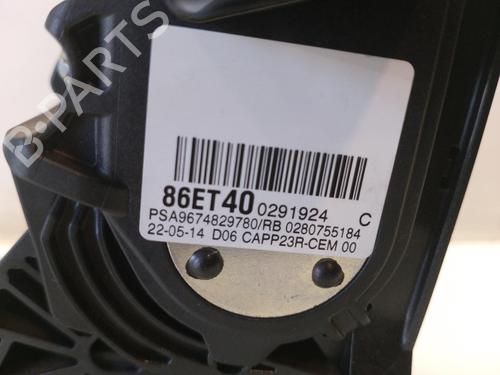 B-PARTS
86ET40 0291924 C
PSA9674829780/RB 0280755184
22-05-14 D06 CAPP23R-CEM 00